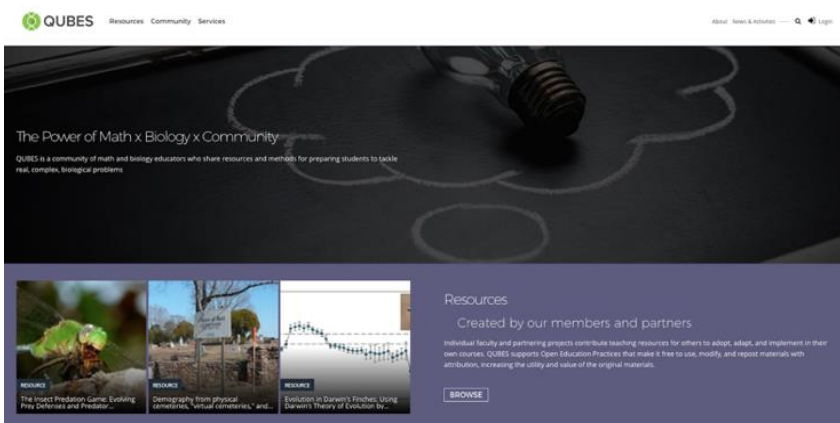 QUBES
Resources Community Services
About News & Activities Login
The Power of Math x Biology x Community
QUBES is a community of math and biology educators who share resources and methods for preparing students to tackle
real, complex, biological problems
RESOURCE
The Insect Predation Game: Evolving
Prey Defenses and Predator...
RESOURCE
Demography from physical
cemeteries, "virtual cemeteries," and...
RESOURCE
Evolution in Darwin's Finches: Using
Darwin's Theory of Evolution by...
Resources
Created by our members and partners
Individual faculty and partnering projects contribute teaching resources for others to adopt, adapt, and implement in their
own courses. QUBES supports Open Education Practices that make it free to use, modify, and repost materials with
attribution, increasing the utility and value of the original materials.
BROWSE